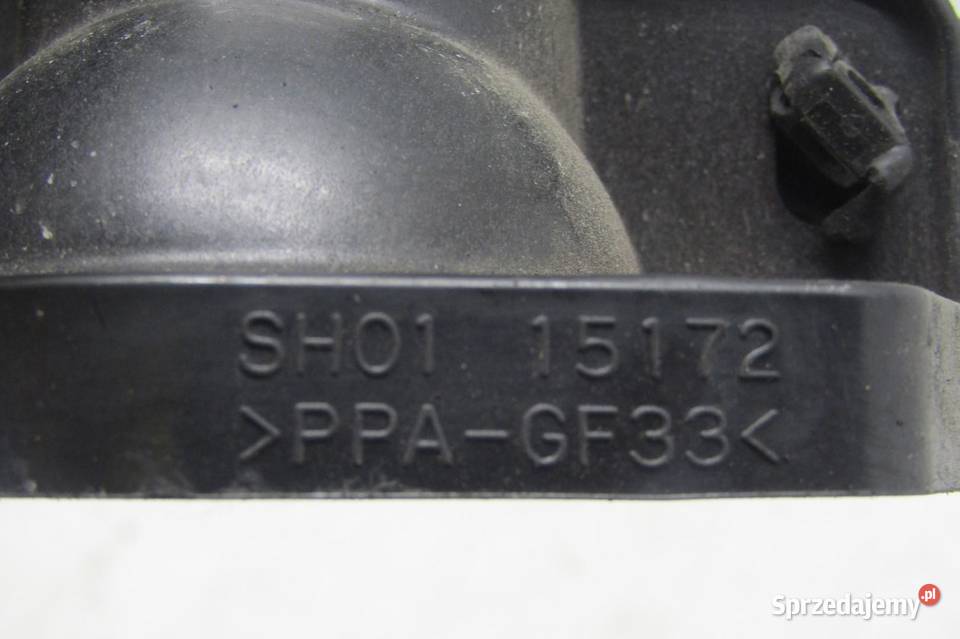 SH01 15172
>PPA-GF33<
Sprzedajemy.pl